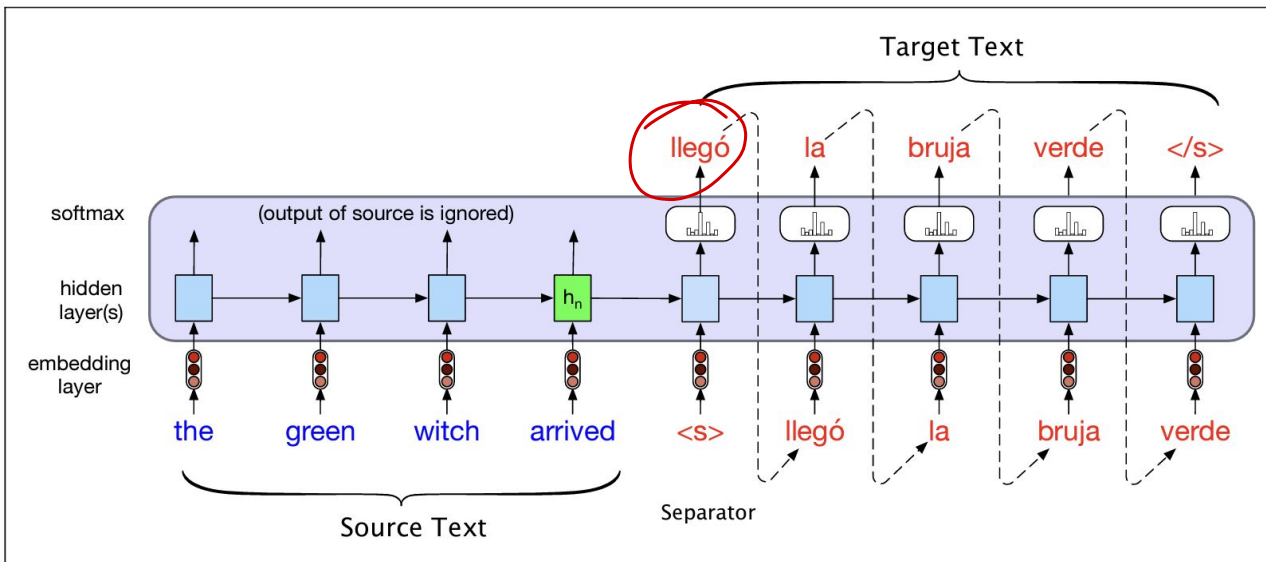 Target Text
llegó la bruja verde </s>
softmax (output of source is ignored)
hidden
layer(s)
hn
embedding
layer
the green witch arrived <s> llegó la bruja verde
Separator
Source Text